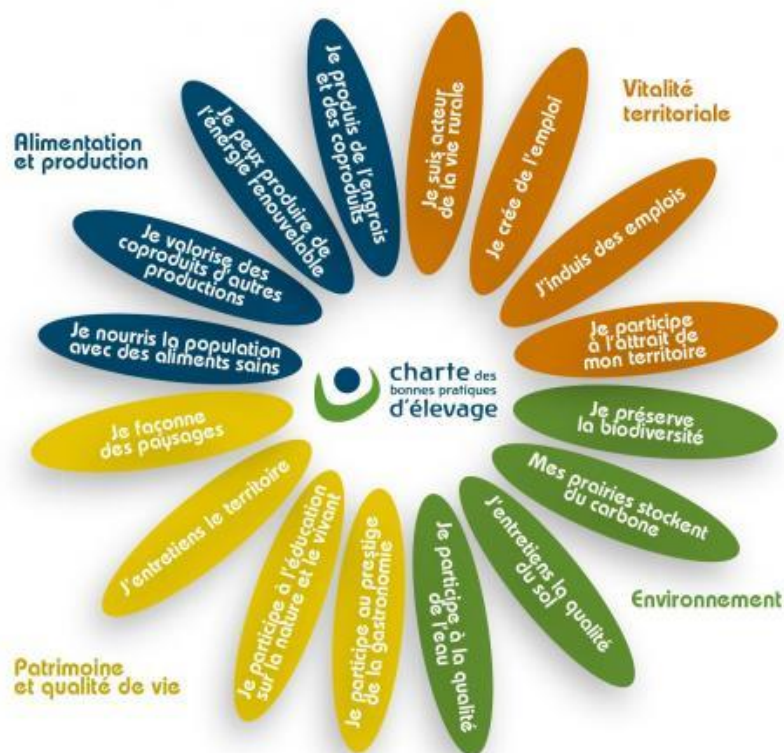 Alimentation
et production
Je nourris la population
avec des aliments sains
Je valorise des
coproduits d'autres
productions
Je peux produire de
l'énergie renouvelable
Je produis de l'engrais
et des coproduits
Vitalité
territoriale
Je suis acteur
de la vie rurale
Je crée de l'emploi
J'induis des emplois
Je participe
à l'attrait de
mon territoire
charte des
bonnes pratiques
d'élevage
Je préserve
la biodiversité
Mes prairies stockent
du carbone
J'entretiens la qualité
du sol
Je participe à la qualité
de l'eau
Environnement
Je participe au prestige
de la gastronomie
Je participe à l'éducation
sur la nature et le vivant
J'entretiens le territoire
Je façonne
des paysages
Patrimoine
et qualité de vie